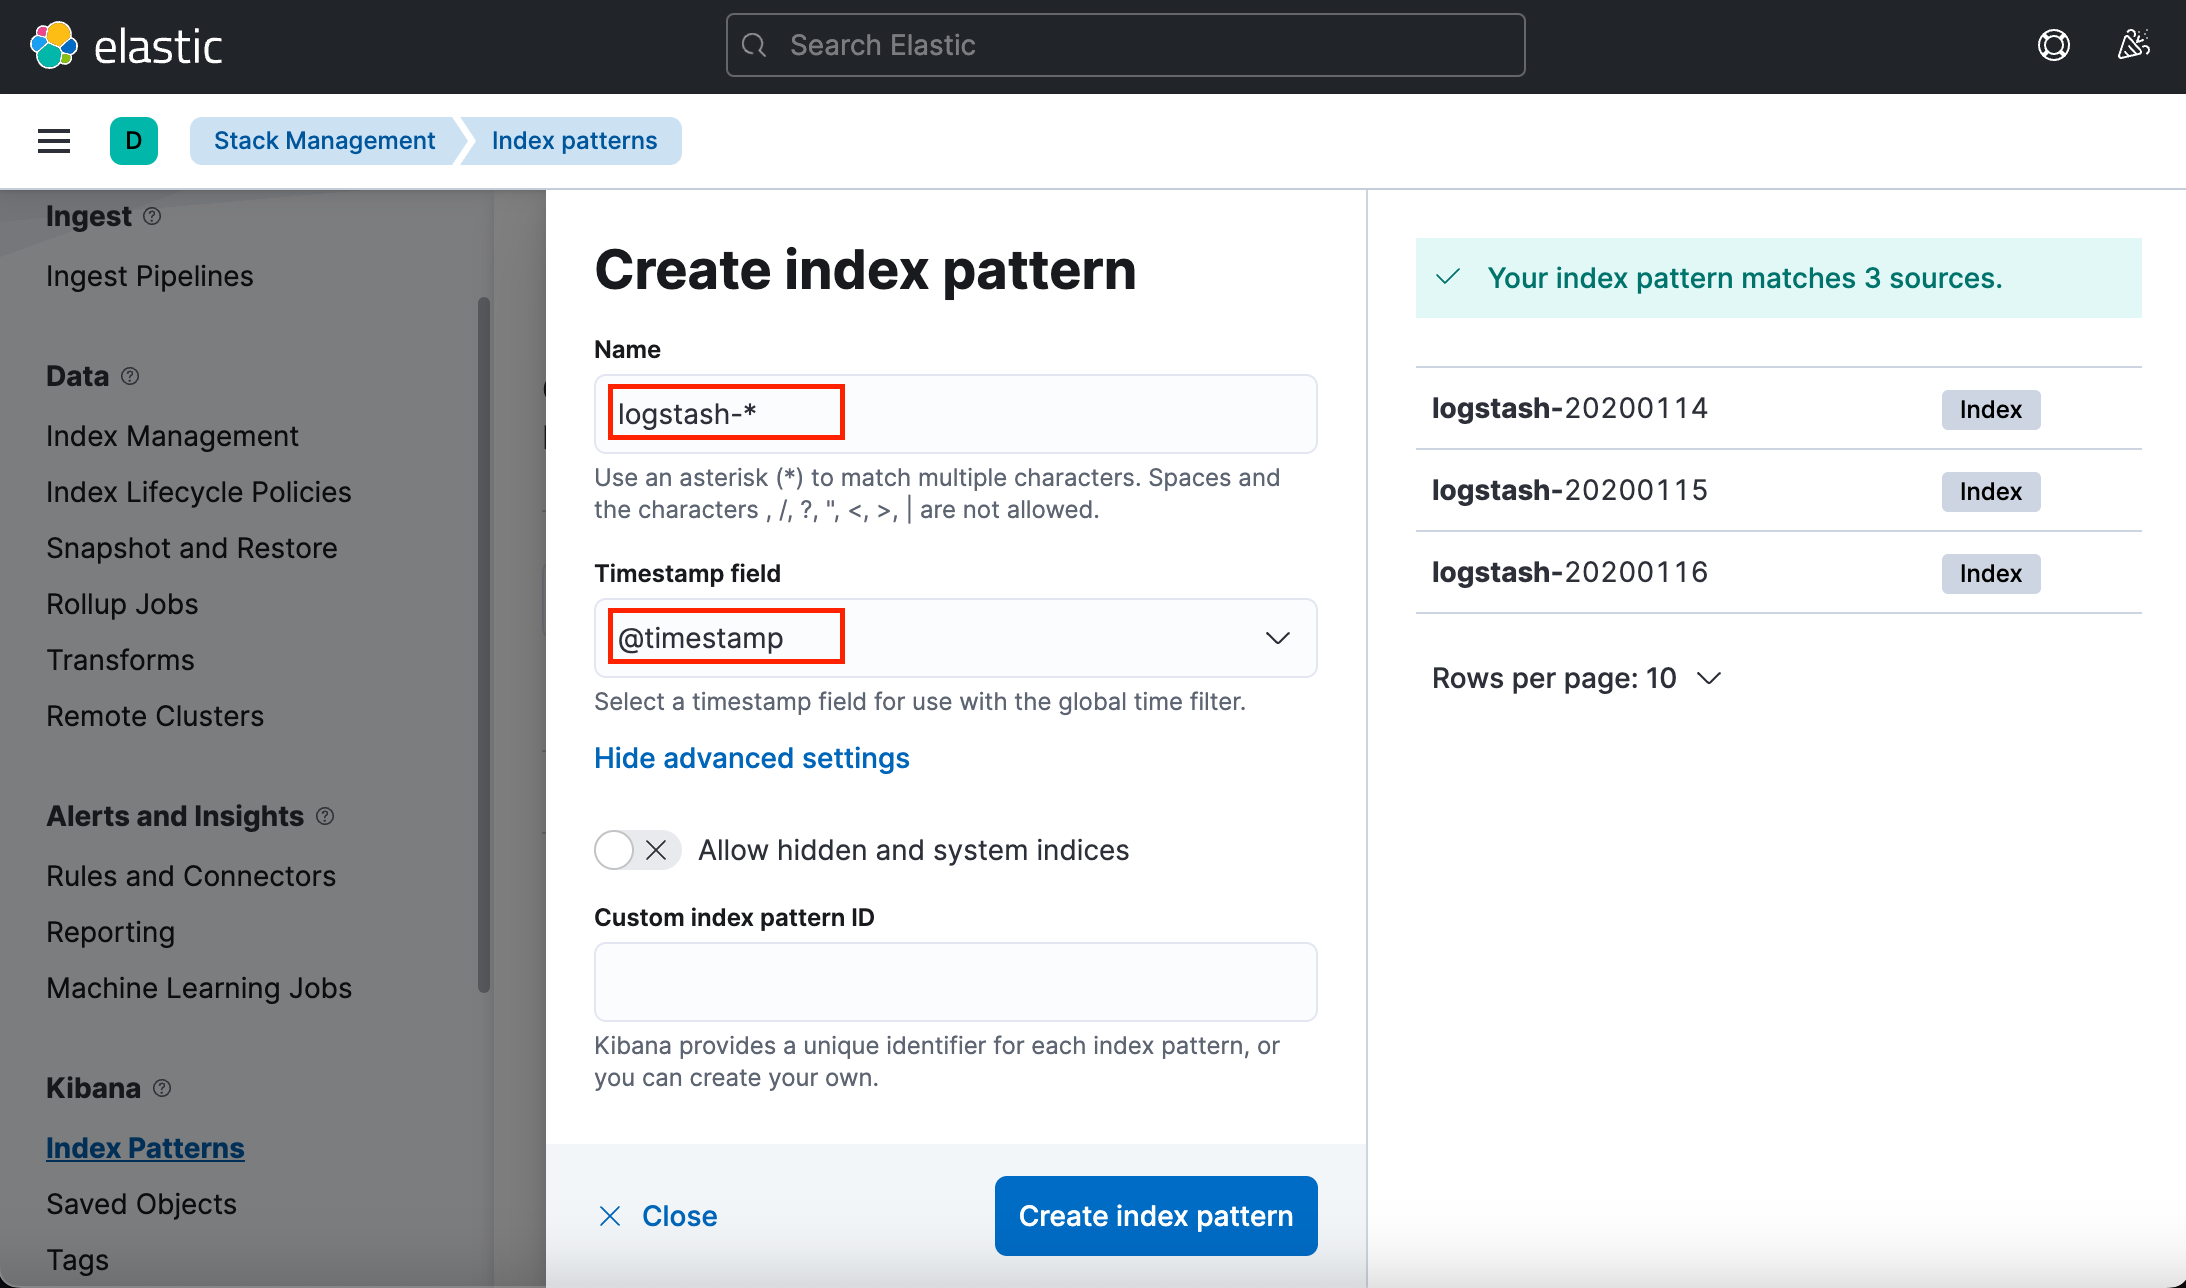 elastic
Search Elastic
D
Stack Management
Index patterns
Ingest
Ingest Pipelines
Data
Index Management
Index Lifecycle Policies
Snapshot and Restore
Rollup Jobs
Transforms
Remote Clusters
Alerts and Insights
Rules and Connectors
Reporting
Machine Learning Jobs
Kibana
Index Patterns
Saved Objects
Tags
Create index pattern
Name
logstash-*
Use an asterisk (*) to match multiple characters. Spaces and
the characters , /, ?, ", <, >, | are not allowed.
Timestamp field
@timestamp
Select a timestamp field for use with the global time filter.
Hide advanced settings
Allow hidden and system indices
Custom index pattern ID
Kibana provides a unique identifier for each index pattern, or
you can create your own.
Close
Create index pattern
Your index pattern matches 3 sources.
logstash-20200114 Index
logstash-20200115 Index
logstash-20200116 Index
Rows per page: 10